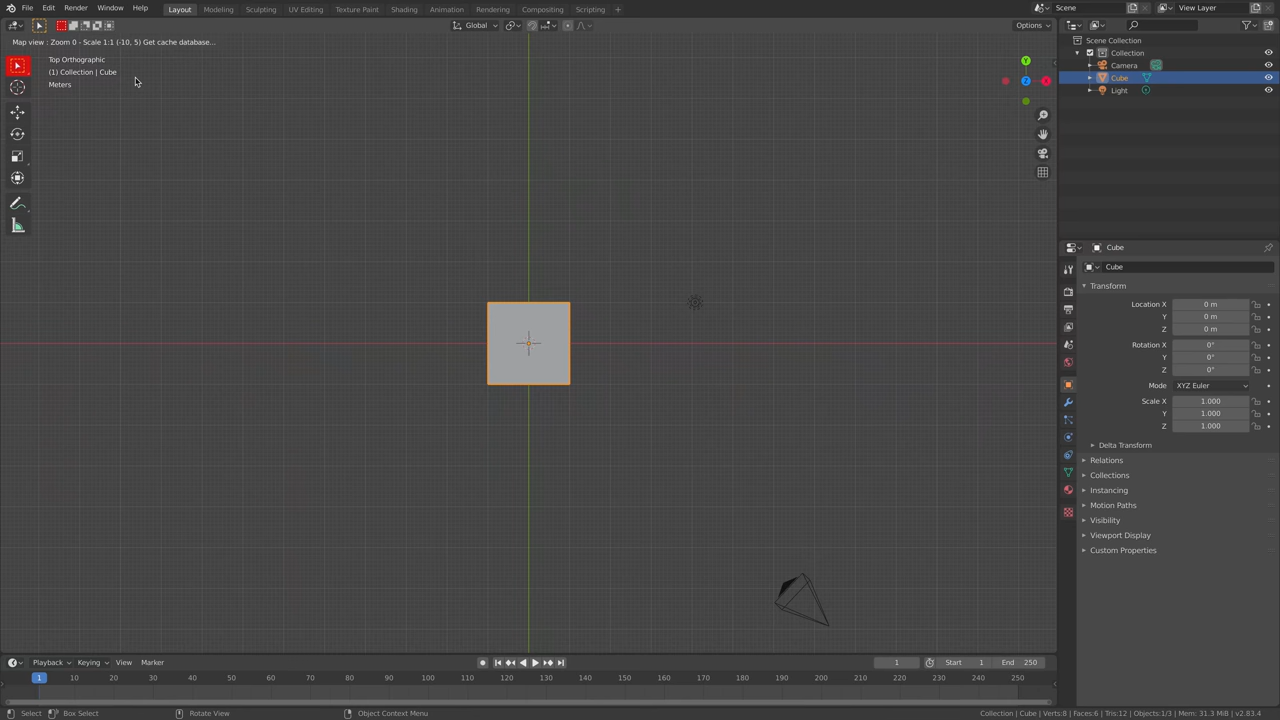 File Edit Render Window Help Layout Modeling Sculpting UV Editing Texture Paint Shading Animation Rendering Compositing Scripting + Scene View Layer
Global Options
Map view : Zoom 0 - Scale 1:1 (-10, 5) Get cache database...
Top Orthographic
(1) Collection | Cube
Meters
Y
Z
X
Scene Collection
Collection
Camera
Cube
Light
Cube
Cube
Transform
Location X 0 m
Y 0 m
Z 0 m
Rotation X 0°
Y 0°
Z 0°
Mode XYZ Euler
Scale X 1.000
Y 1.000
Z 1.000
Delta Transform
Relations
Collections
Instancing
Motion Paths
Visibility
Viewport Display
Custom Properties
Playback Keying View Marker 1 Start 1 End 250
1 10 20 30 40 50 60 70 80 90 100 110 120 130 140 150 160 170 180 190 200 210 220 230 240 250
Select Box Select Rotate View Object Context Menu Collection | Cube | Verts:8 | Faces:6 | Tris:12 | Objects:1/3 | Mem: 31.3 MiB | v2.83.4